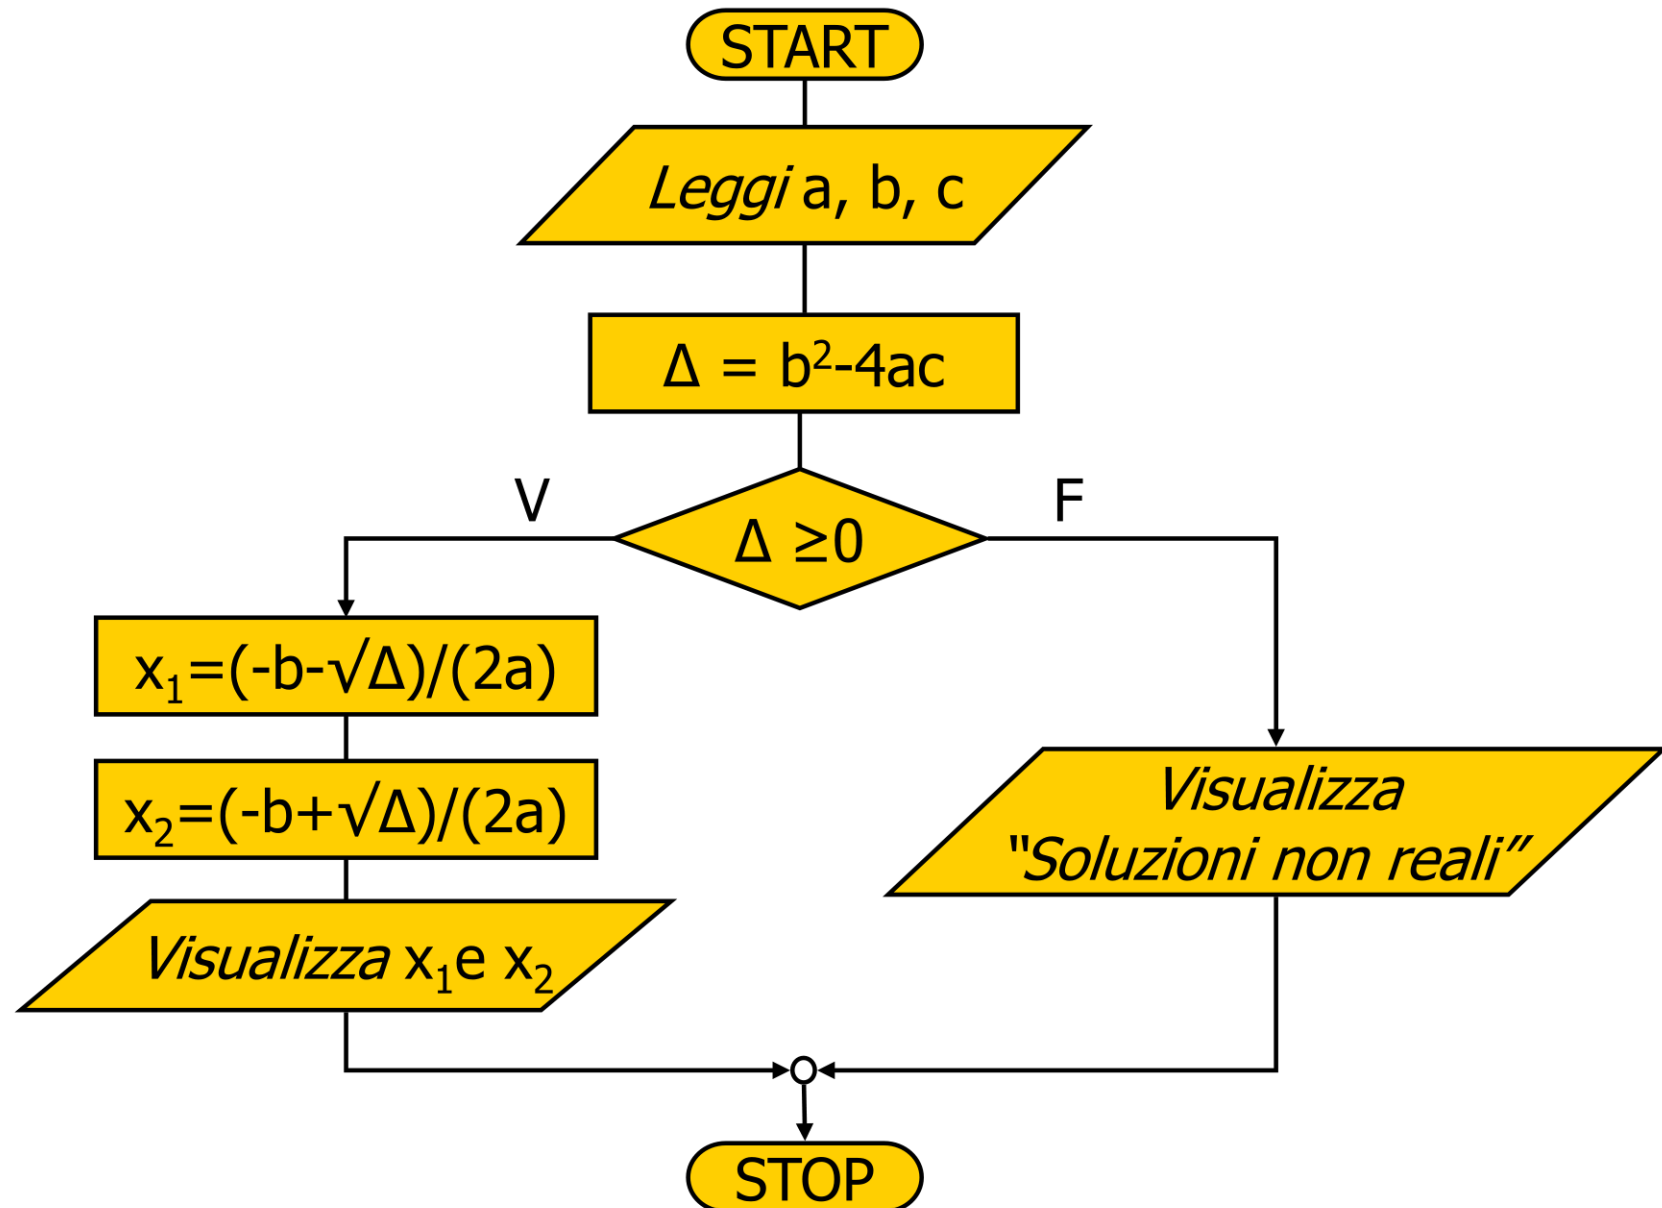 START
Leggi a, b, c
Δ = b²-4ac
V
F
Δ ≥0
x₁=(-b-√Δ)/(2a)
x₂=(-b+√Δ)/(2a)
Visualizza x₁e x₂
Visualizza
“Soluzioni non reali”
STOP